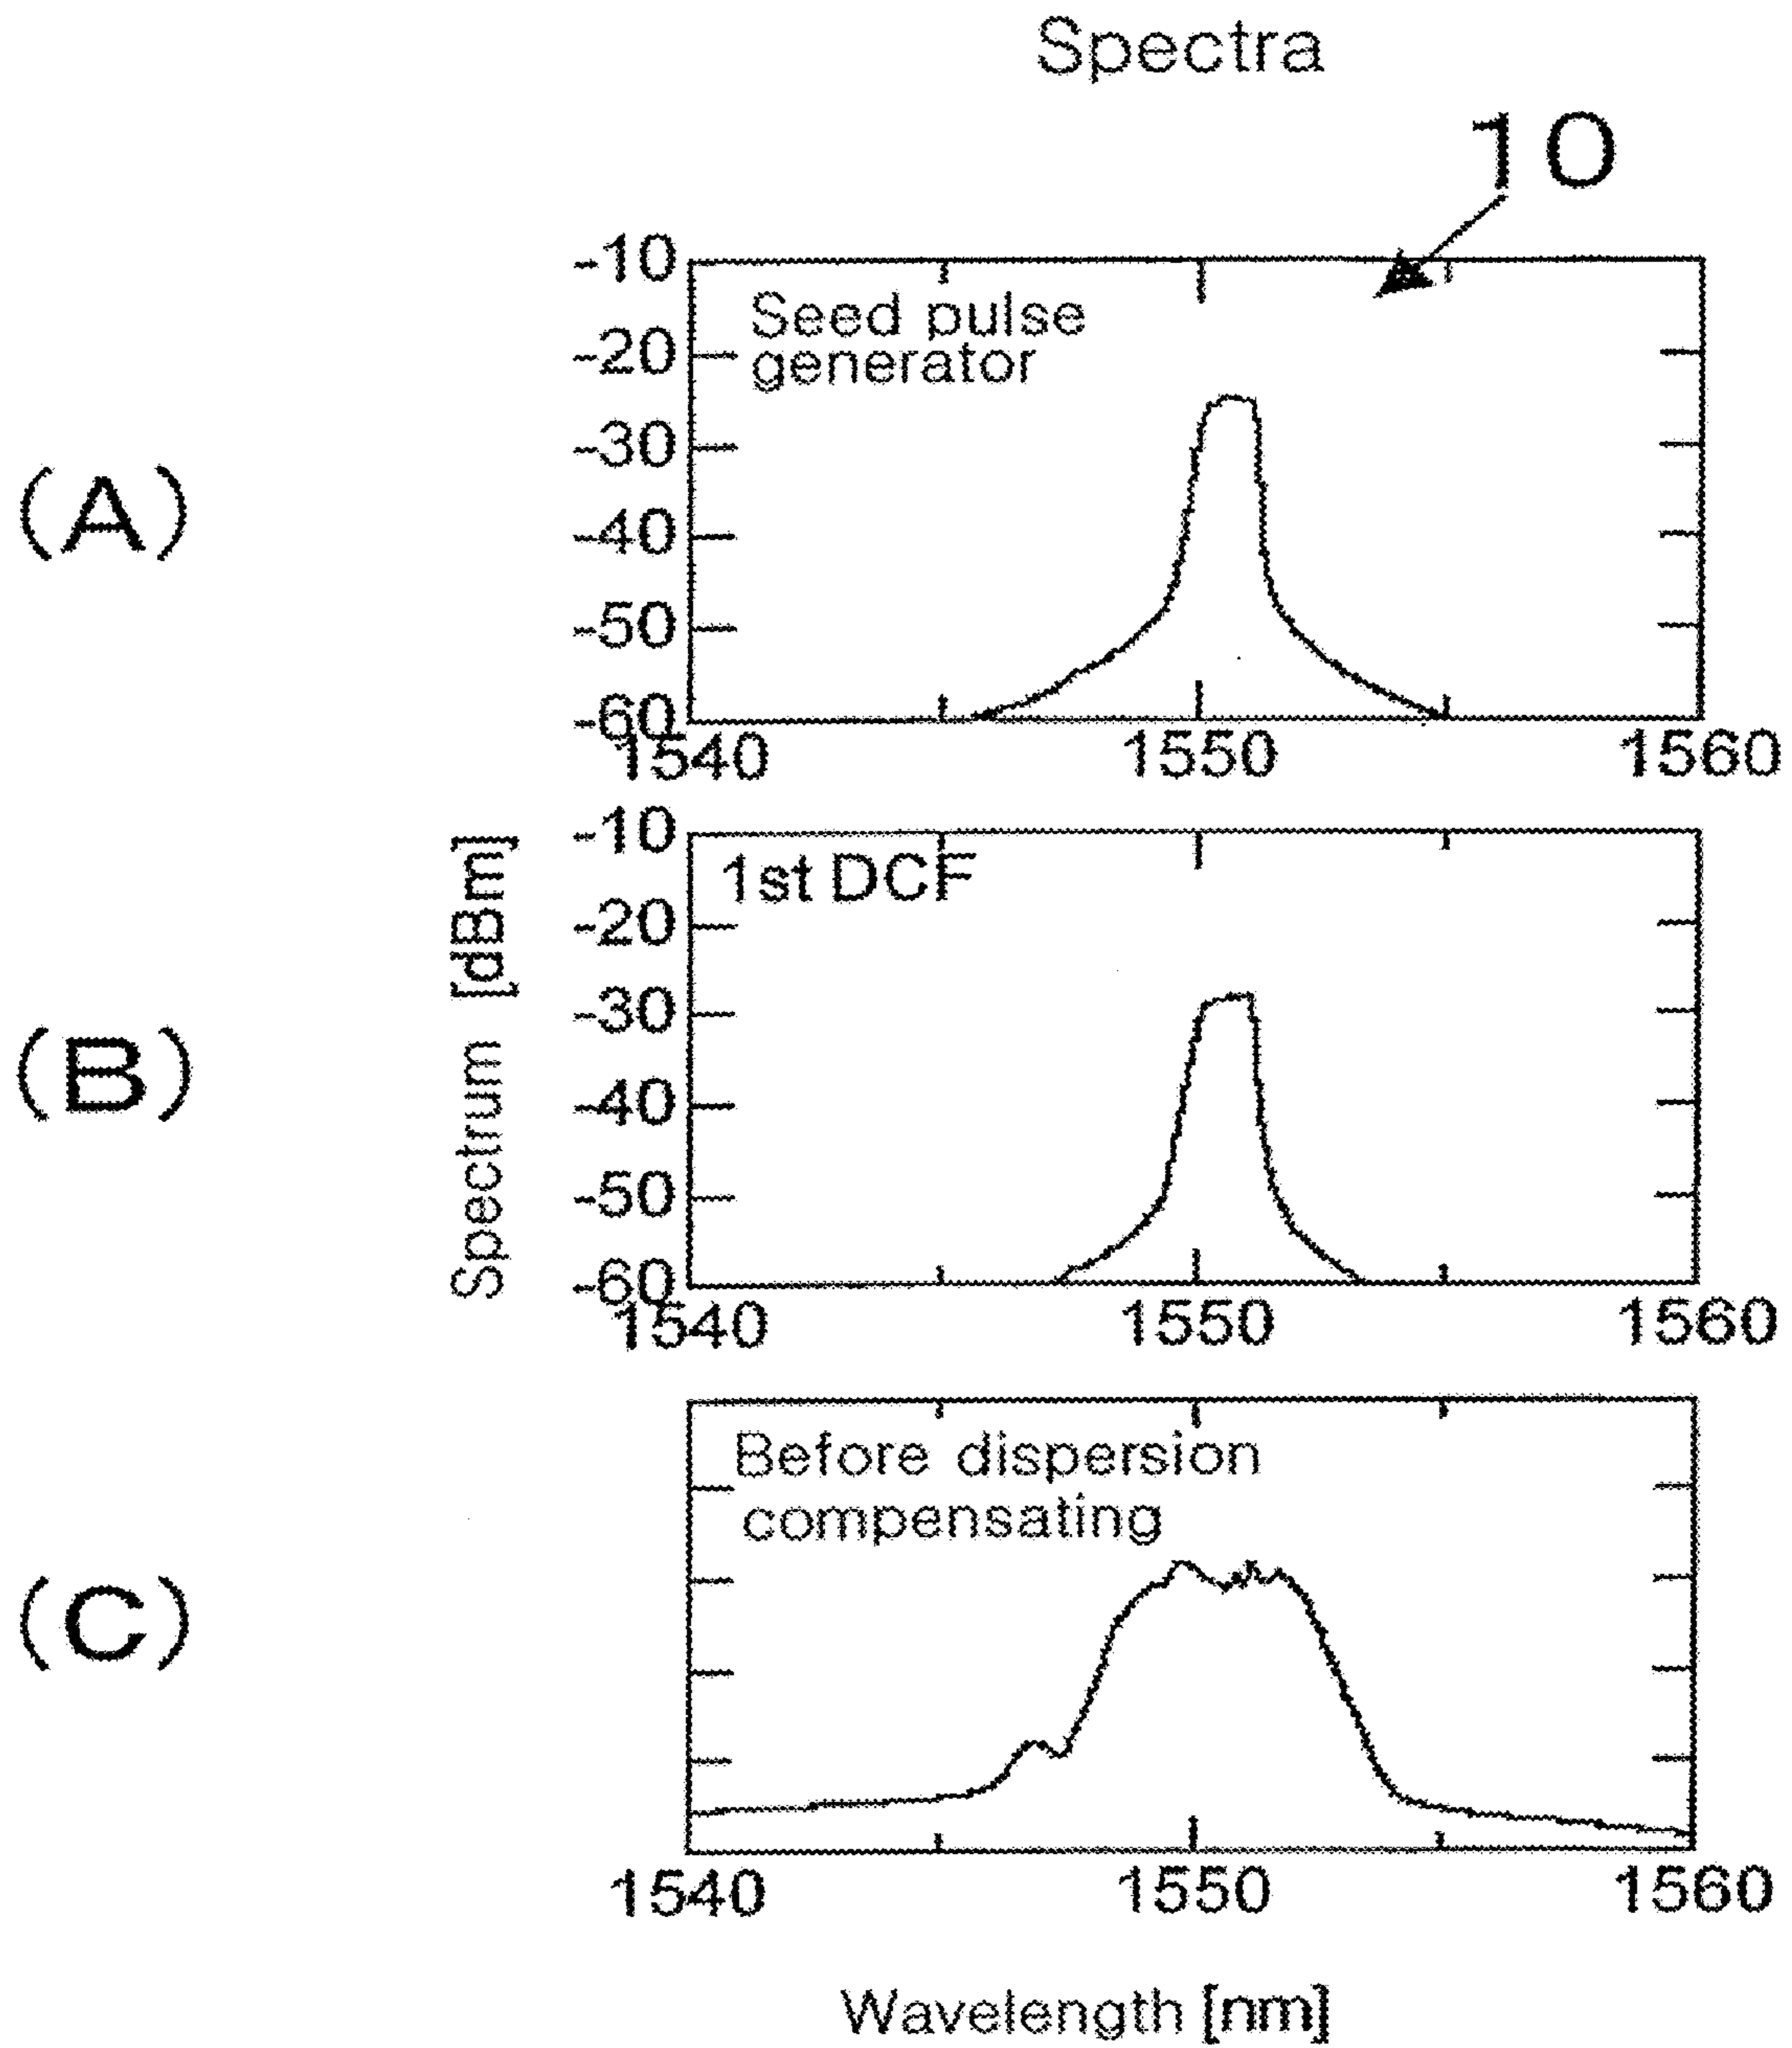 Spectra
10
(A)
-10
-20
-30
-40
-50
-60
Seed pulse
generator
1540 1550 1560
(B)
Spectrum [dBm]
-10
-20
-30
-40
-50
-60
1st DCF
1540 1550 1560
(C)
Before dispersion
compensating
1540 1550 1560
Wavelength [nm]